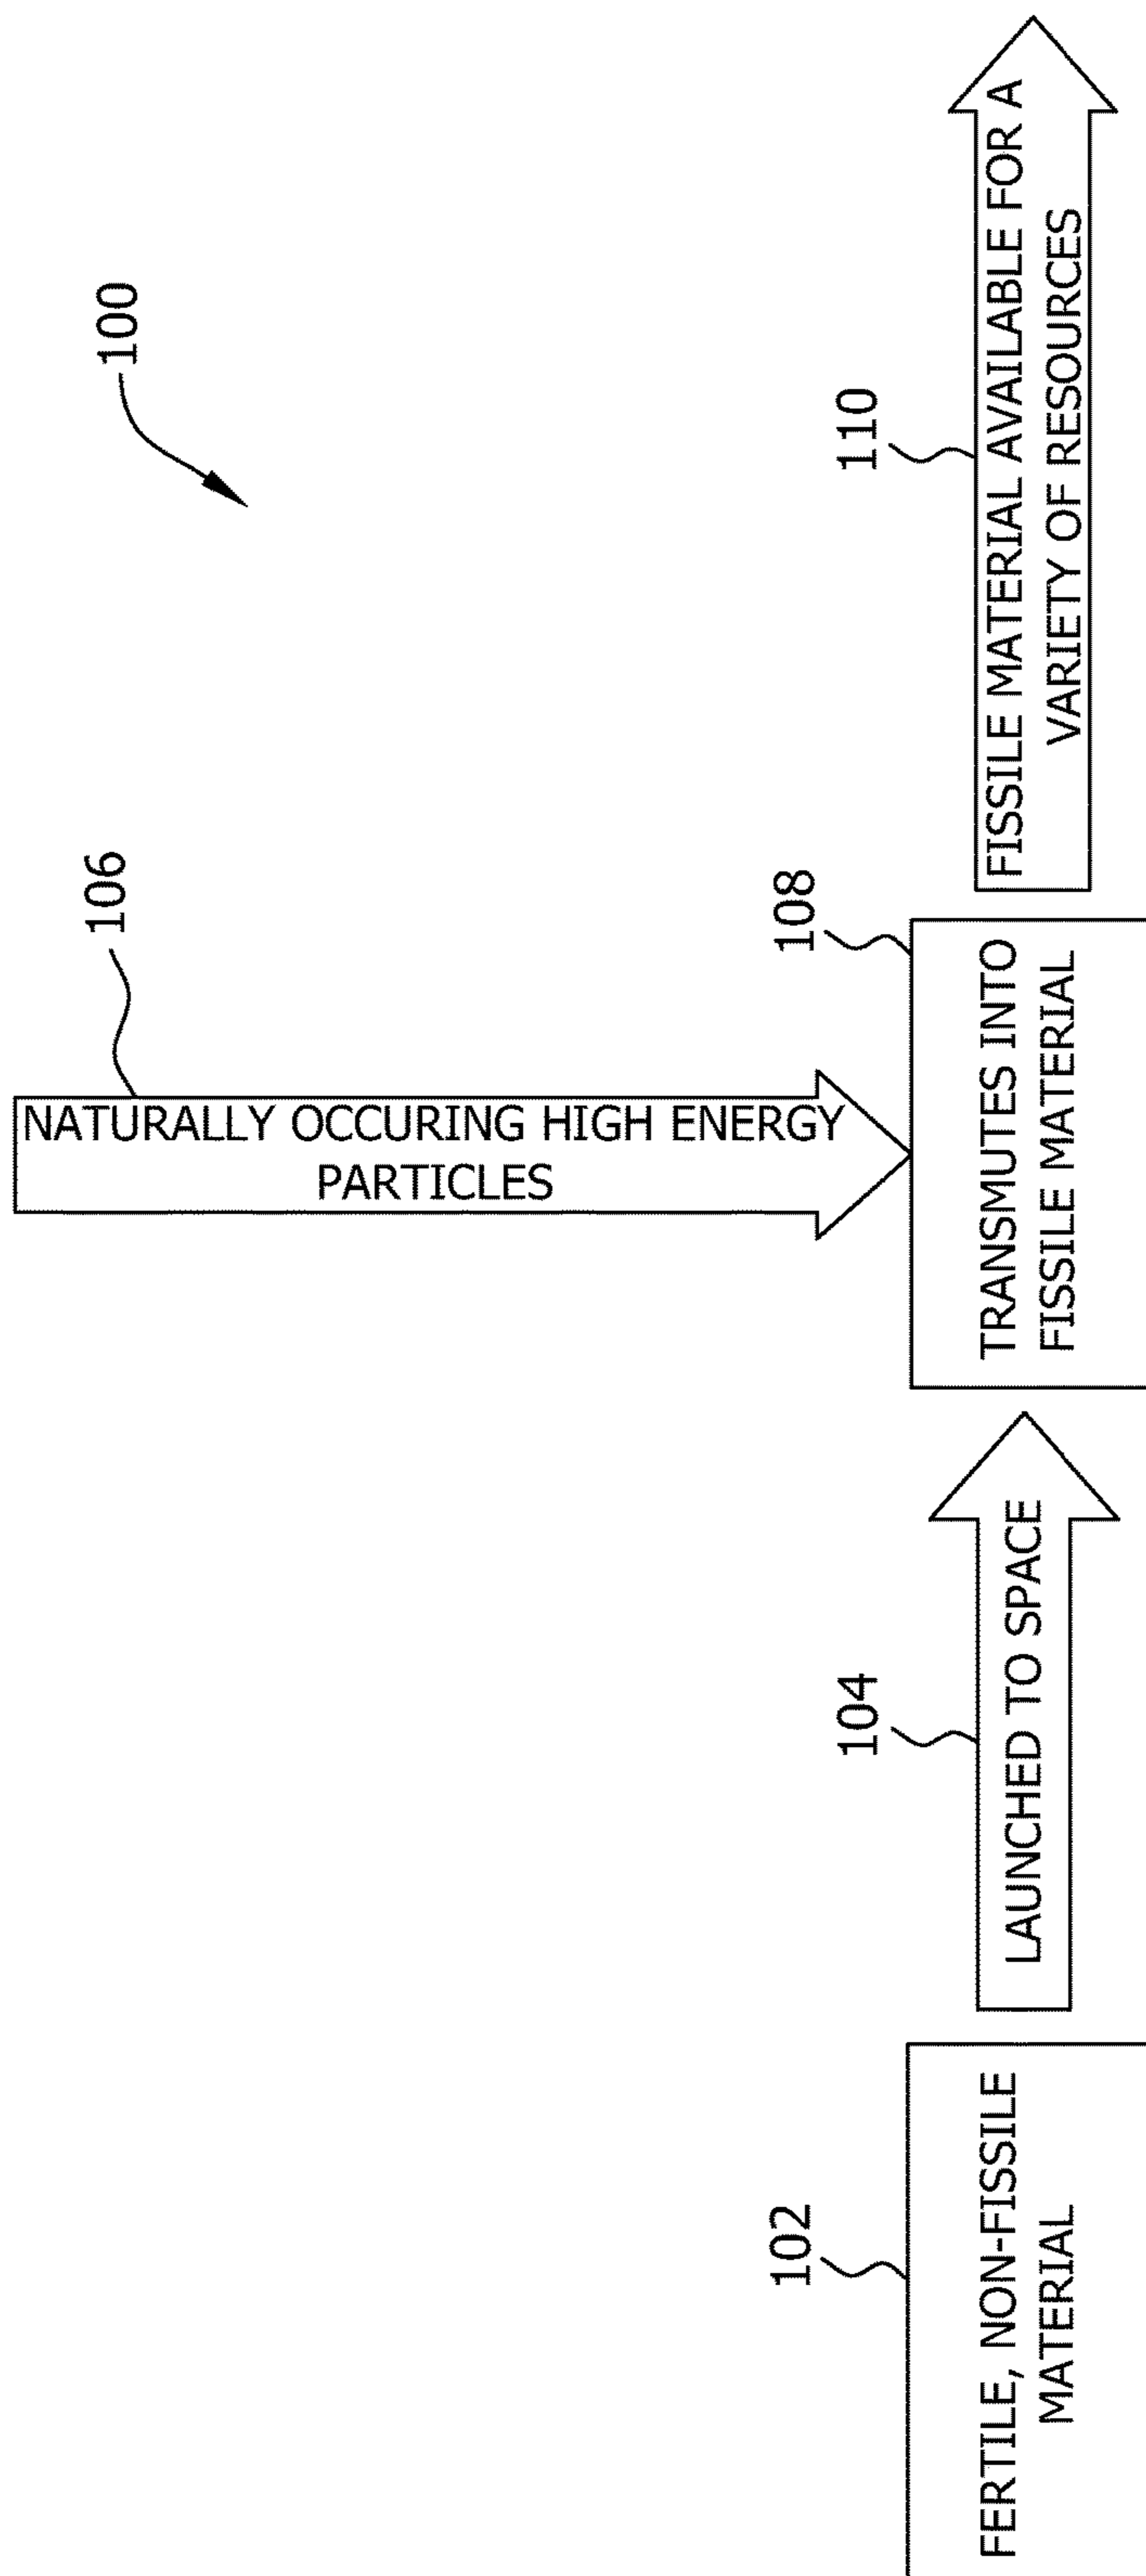 100
106
NATURALLY OCCURING HIGH ENERGY
PARTICLES
102
FERTILE, NON-FISSILE
MATERIAL
104
LAUNCHED TO SPACE
108
TRANSMUTES INTO
FISSILE MATERIAL
110
FISSILE MATERIAL AVAILABLE FOR A
VARIETY OF RESOURCES